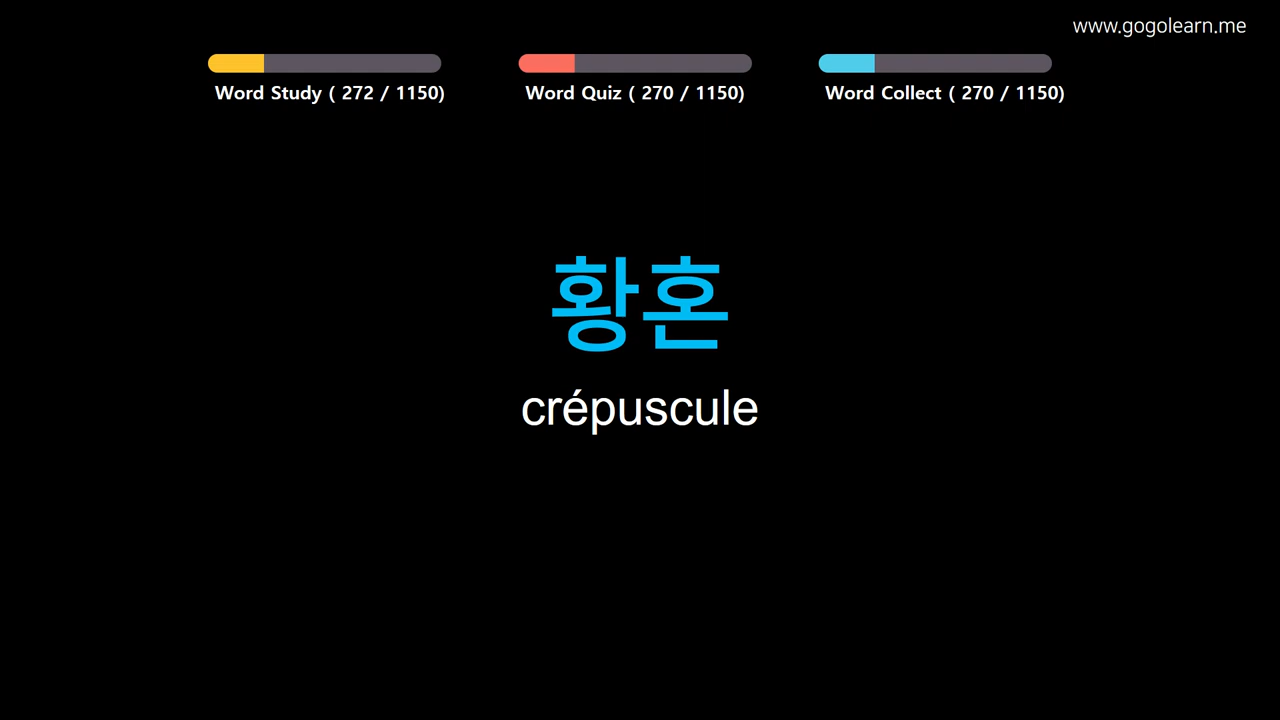 www.gogolearn.me
Word Study ( 272 / 1150)
Word Quiz ( 270 / 1150)
Word Collect ( 270 / 1150)
황혼
crépuscule